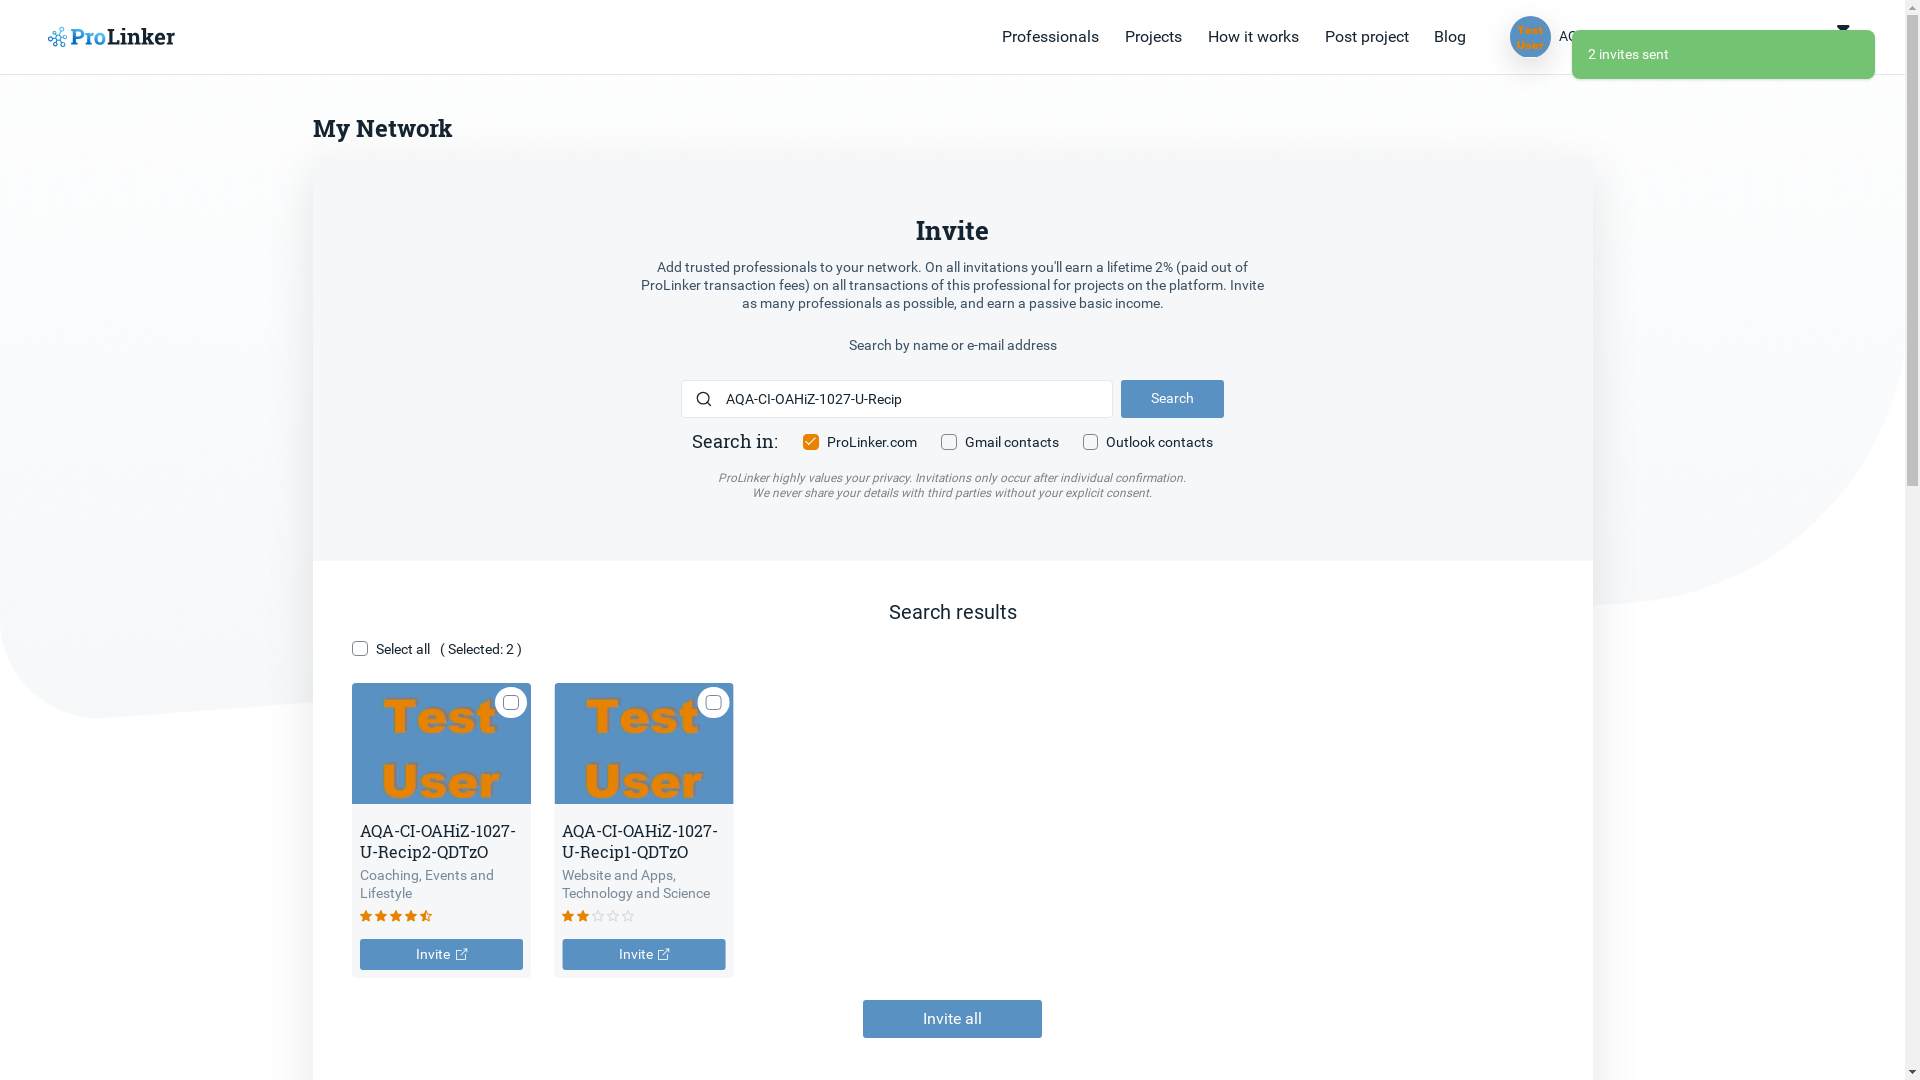 ProLinker
Professionals
Projects
How it works
Post project
Blog
Test
User
2 invites sent
My Network
Invite
Add trusted professionals to your network. On all invitations you'll earn a lifetime 2% (paid out of
ProLinker transaction fees) on all transactions of this professional for projects on the platform. Invite
as many professionals as possible, and earn a passive basic income.
Search by name or e-mail address
AQA-CI-OAHiZ-1027-U-Recip
Search
Search in:
ProLinker.com
Gmail contacts
Outlook contacts
ProLinker highly values your privacy. Invitations only occur after individual confirmation.
We never share your details with third parties without your explicit consent.
Search results
Select all ( Selected: 2 )
Test
User
AQA-CI-OAHiZ-1027-
U-Recip2-QDTzO
Coaching, Events and
Lifestyle
Invite
Test
User
AQA-CI-OAHiZ-1027-
U-Recip1-QDTzO
Website and Apps,
Technology and Science
Invite
Invite all